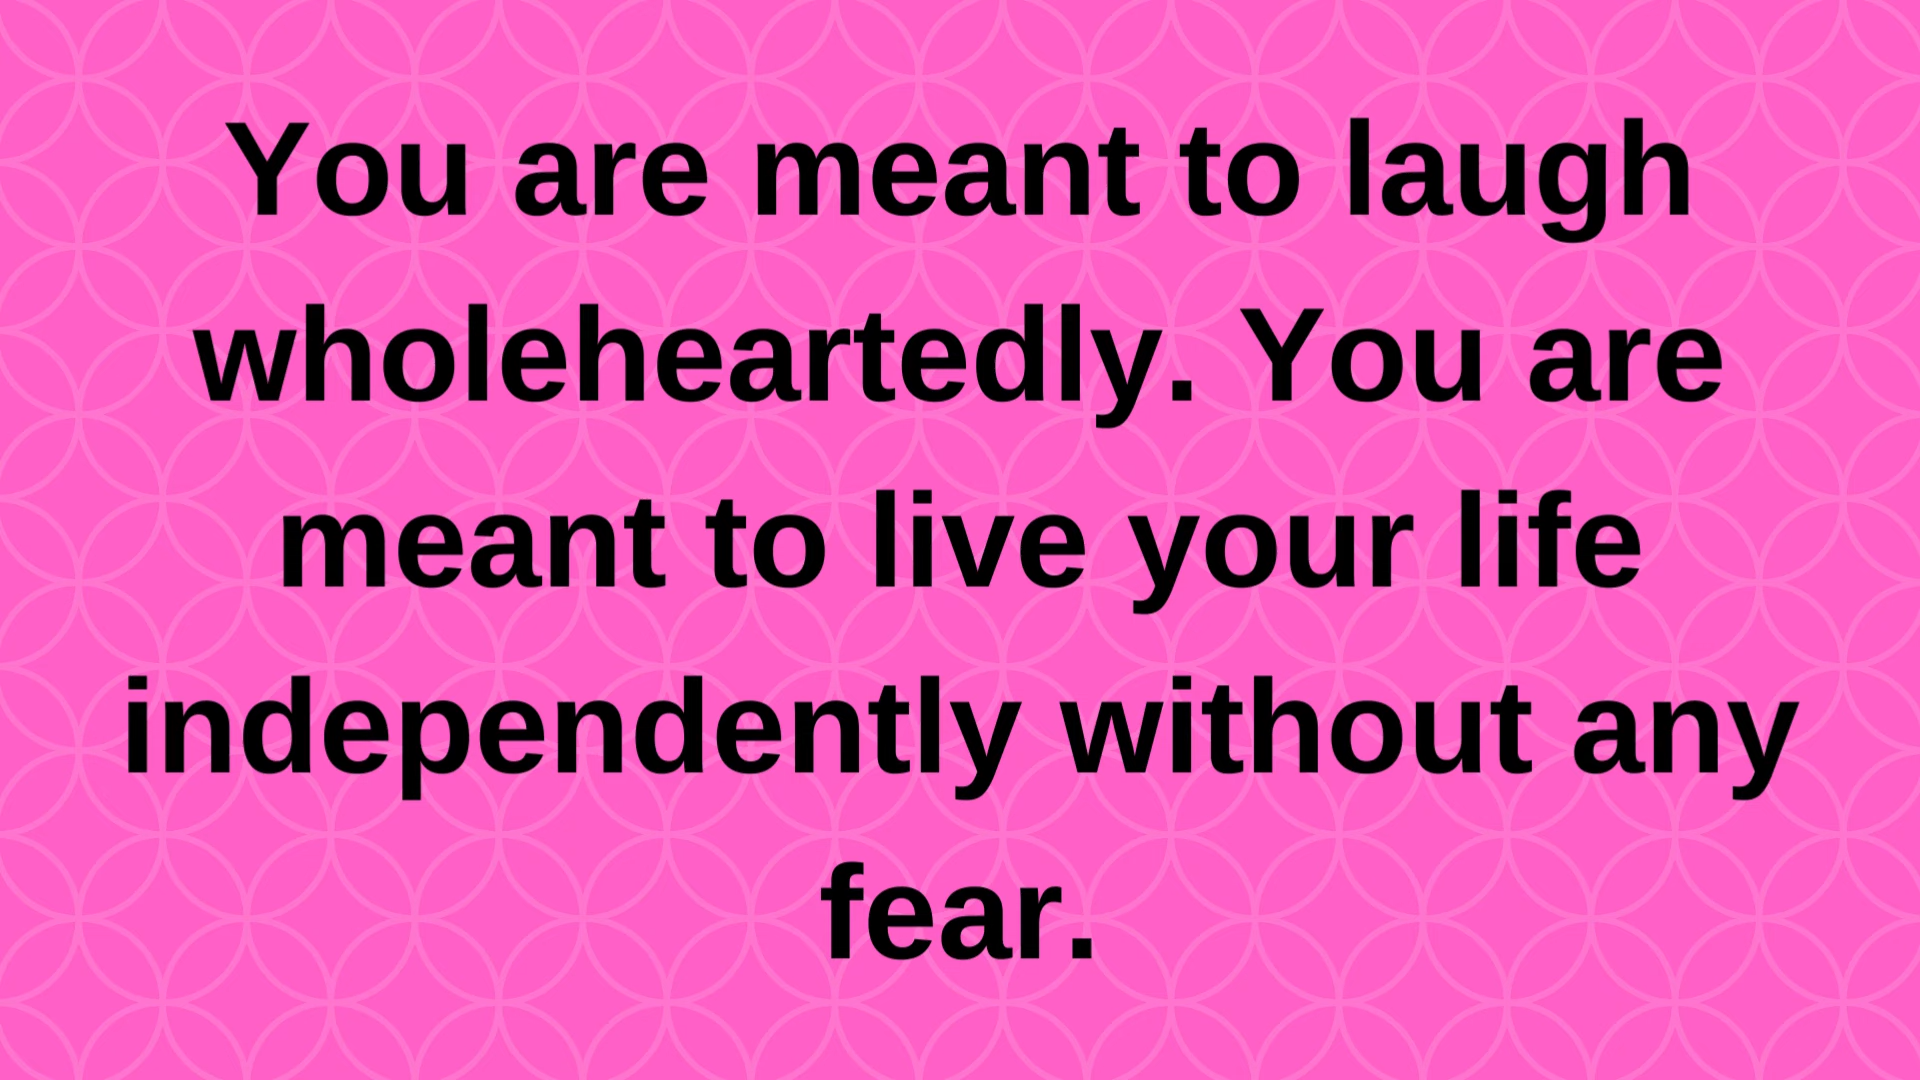 You are meant to laugh
wholeheartedly. You are
meant to live your life
independently without any
fear.